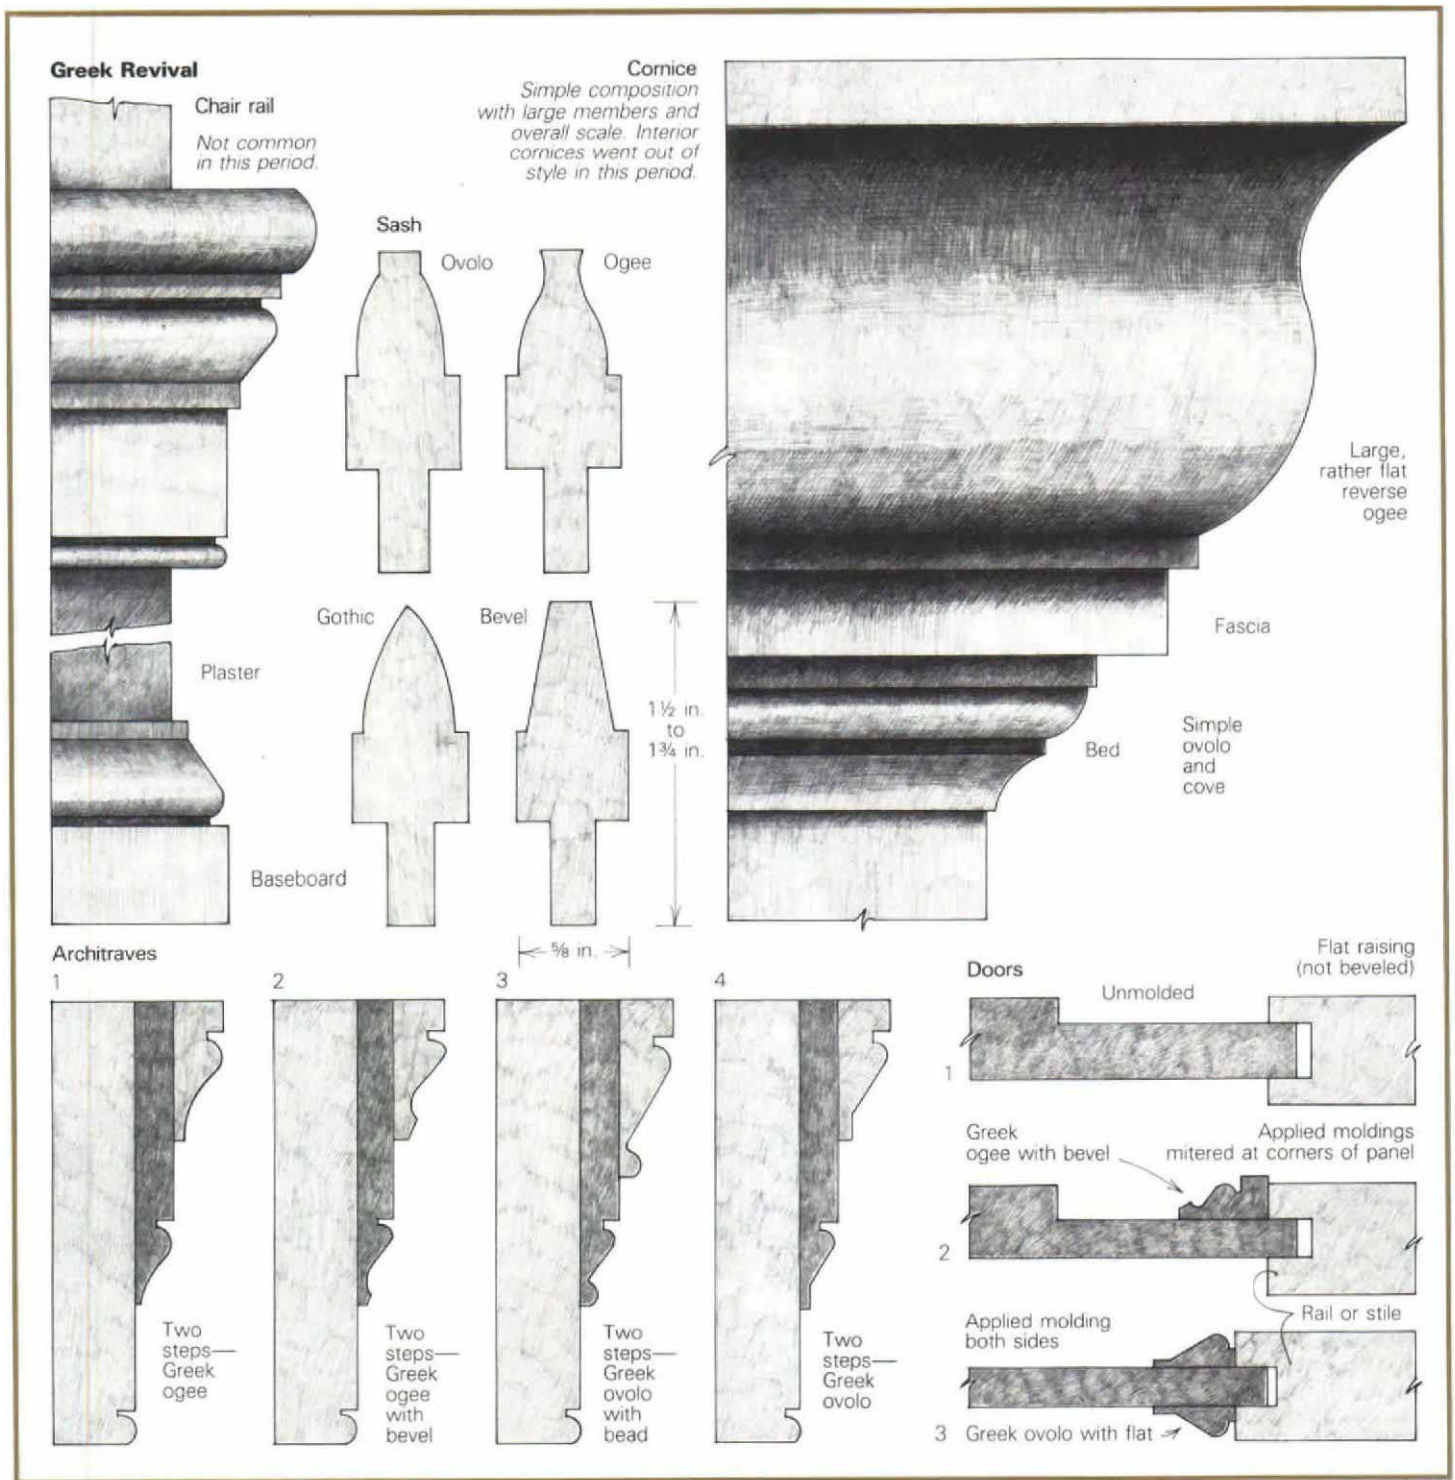 Greek Revival
Chair rail
Not common
in this period.
Cornice
Simple composition
with large members and
overall scale. Interior
cornices went out of
style in this period.
Sash
Ovolo
Ogee
Large,
rather flat
reverse
ogee
Gothic
Bevel
1½ in.
to
1¾ in.
⅝ in.
Fascia
Plaster
Bed
Simple
ovolo
and
cove
Baseboard
Architraves
1
Two
steps—
Greek
ogee
2
Two
steps—
Greek
ogee
with
bevel
3
Two
steps—
Greek
ovolo
with
bead
4
Two
steps—
Greek
ovolo
Doors
Flat raising
(not beveled)
Unmolded
1
Greek
ogee with bevel
Applied moldings
mitered at corners of panel
2
Rail or stile
Applied molding
both sides
3 Greek ovolo with flat